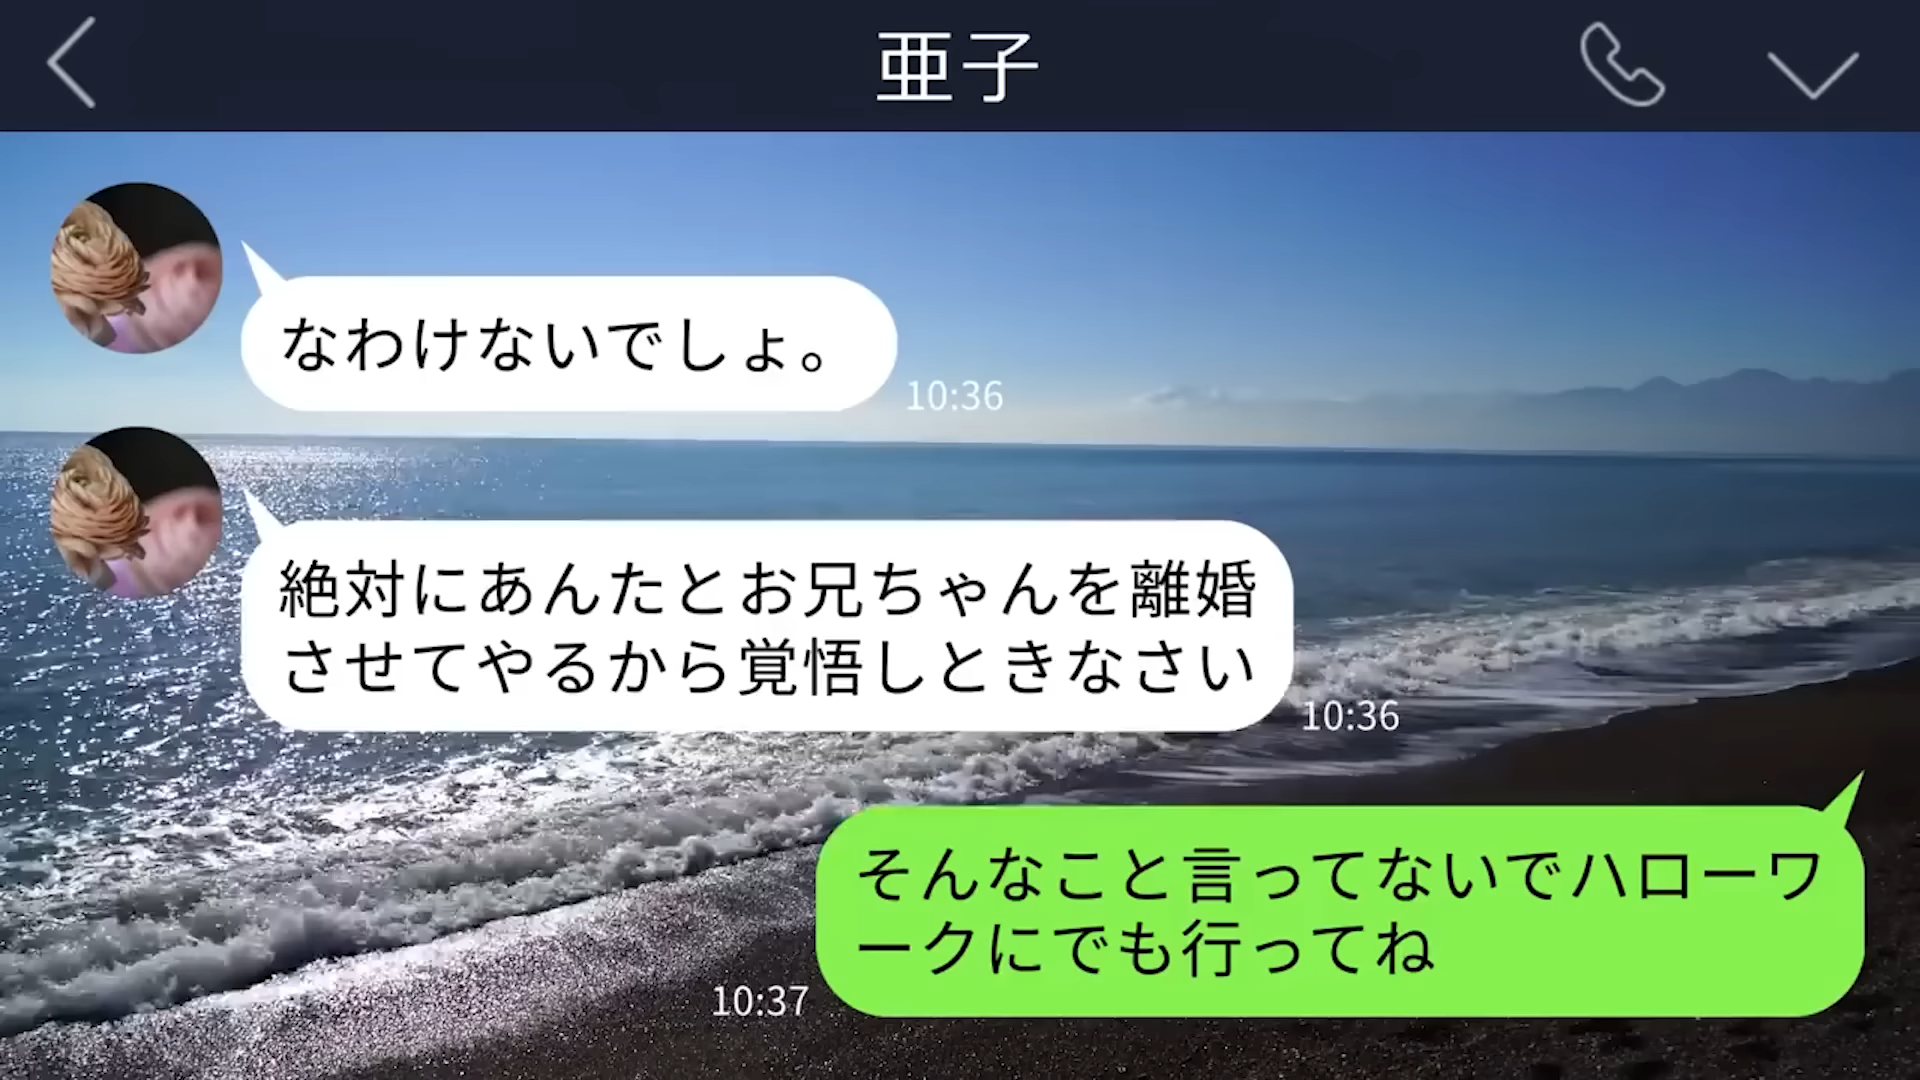 亜子
なわけないでしょ。
10:36
絶対にあんたとお兄ちゃんを離婚
させてやるから覚悟しときなさい
10:36
そんなこと言ってないでハローワ
ークにでも行ってね
10:37